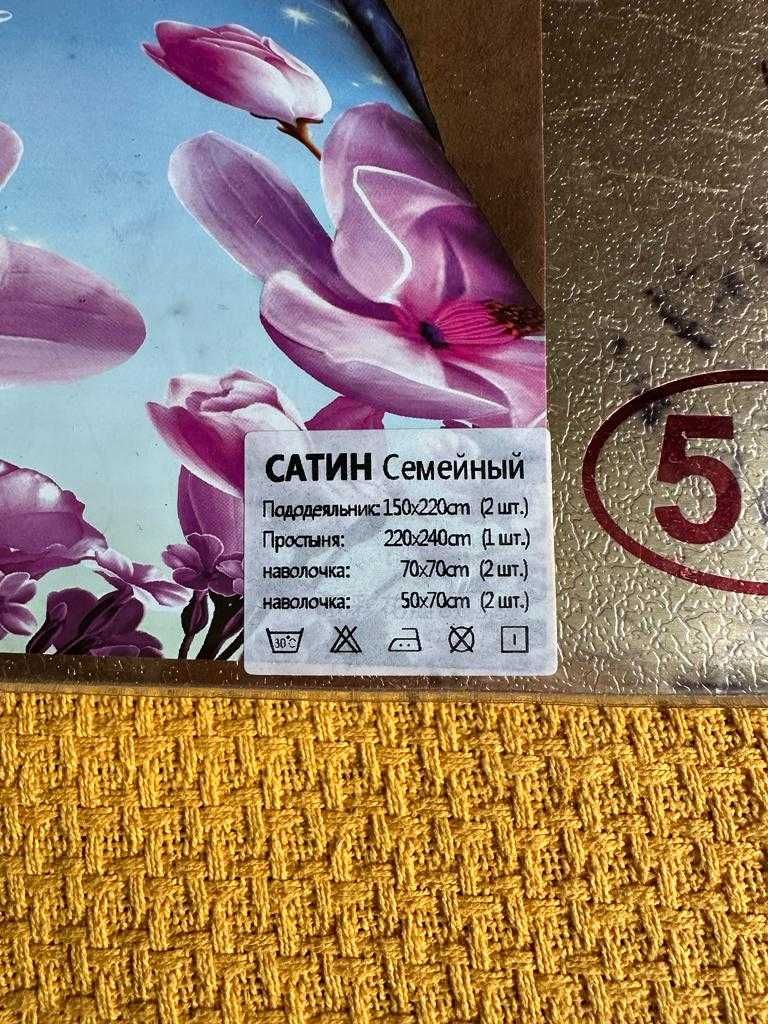 САТИН Семейный
Пододеяльник: 150x220cm (2 шт.)
Простыня: 220x240cm (1 шт.)
наволочка: 70x70cm (2 шт.)
наволочка: 50x70cm (2 шт.)
30°C
5